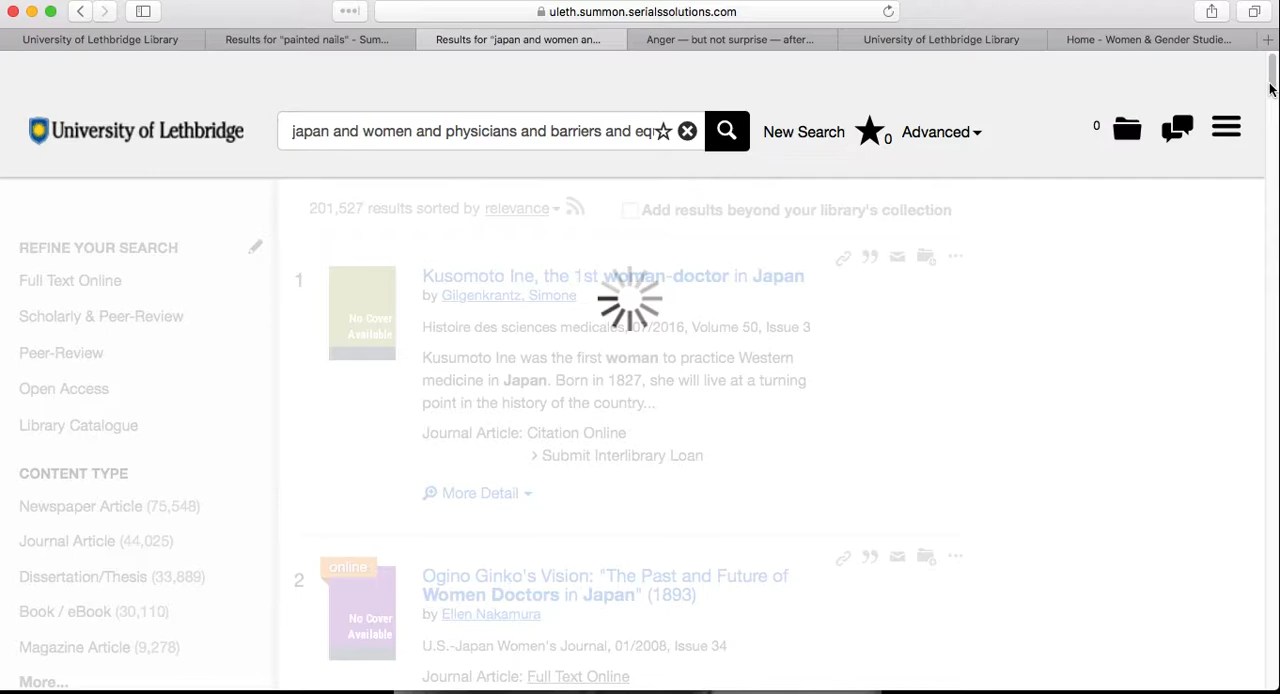 uleth.summon.serialssolutions.com
University of Lethbridge Library
Results for "painted nails" - Sum...
Results for "japan and women an...
Anger — but not surprise — after...
University of Lethbridge Library
Home - Women & Gender Studie...
University of Lethbridge
japan and women and physicians and barriers and eq
New Search
0
Advanced
0
201,527 results sorted by relevance
Add results beyond your library's collection
REFINE YOUR SEARCH
Full Text Online
Scholarly & Peer-Review
Peer-Review
Open Access
Library Catalogue
CONTENT TYPE
Newspaper Article (75,548)
Journal Article (44,025)
Dissertation/Thesis (33,889)
Book / eBook (30,110)
Magazine Article (9,278)
More...
1
No Cover
Available
Kusomoto Ine, the 1st woman-doctor in Japan
by Gilgenkrantz, Simone
Histoire des sciences medicales, 07/2016, Volume 50, Issue 3
Kusumoto Ine was the first woman to practice Western
medicine in Japan. Born in 1827, she will live at a turning
point in the history of the country...
Journal Article: Citation Online
> Submit Interlibrary Loan
More Detail
2
online
No Cover
Available
Ogino Ginko's Vision: "The Past and Future of
Women Doctors in Japan" (1893)
by Ellen Nakamura
U.S.-Japan Women's Journal, 01/2008, Issue 34
Journal Article: Full Text Online